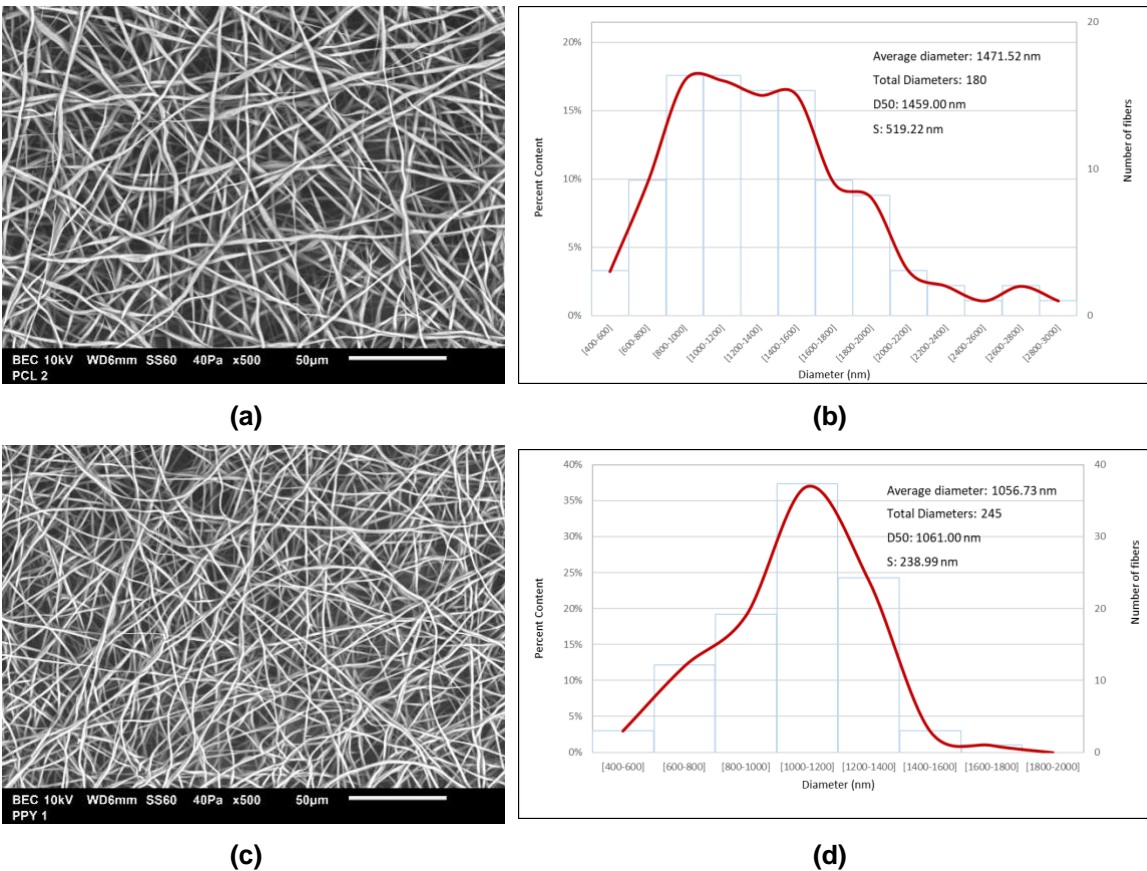 BEC 10kV WD6mm SS60 40Pa x500 50µm
PCL 2
(a)
20%
15%
10%
5%
0%
Percent Content
20
10
0
Number of fibers
Average diameter: 1471.52 nm
Total Diameters: 180
D50: 1459.00 nm
S: 519.22 nm
[400-600]
[600-800]
[800-1000]
[1000-1200]
[1200-1400]
[1400-1600]
[1600-1800]
[1800-2000]
[2000-2200]
[2200-2400]
[2400-2600]
[2600-2800]
[2800-3000]
Diameter (nm)
(b)
BEC 10kV WD6mm SS60 40Pa x500 50µm
PPY 1
(c)
40%
35%
30%
25%
20%
15%
10%
5%
0%
Percent Content
40
30
20
10
0
Number of fibers
Average diameter: 1056.73 nm
Total Diameters: 245
D50: 1061.00 nm
S: 238.99 nm
[400-600] [600-800] [800-1000] [1000-1200] [1200-1400] [1400-1600] [1600-1800] [1800-2000]
Diameter (nm)
(d)